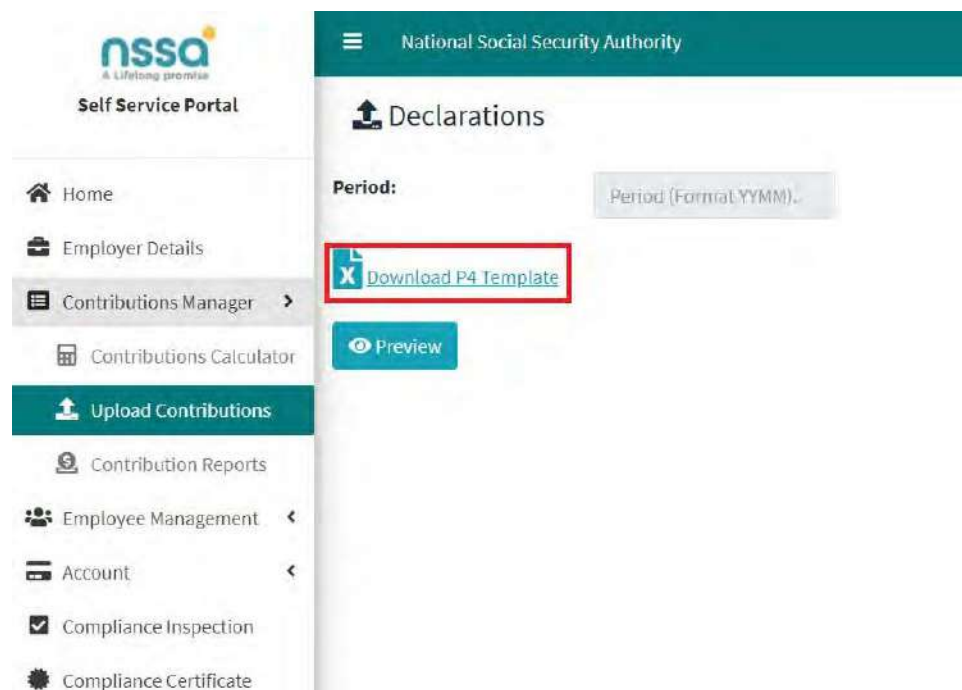 nssa
A Lifelong promise
Self Service Portal
Home
Employer Details
Contributions Manager
Contributions Calculator
Upload Contributions
Contribution Reports
Employee Management
Account
Compliance Inspection
Compliance Certificate
National Social Security Authority
Declarations
Period:
Period (Format YYMM)..
X Download P4 Template
Preview